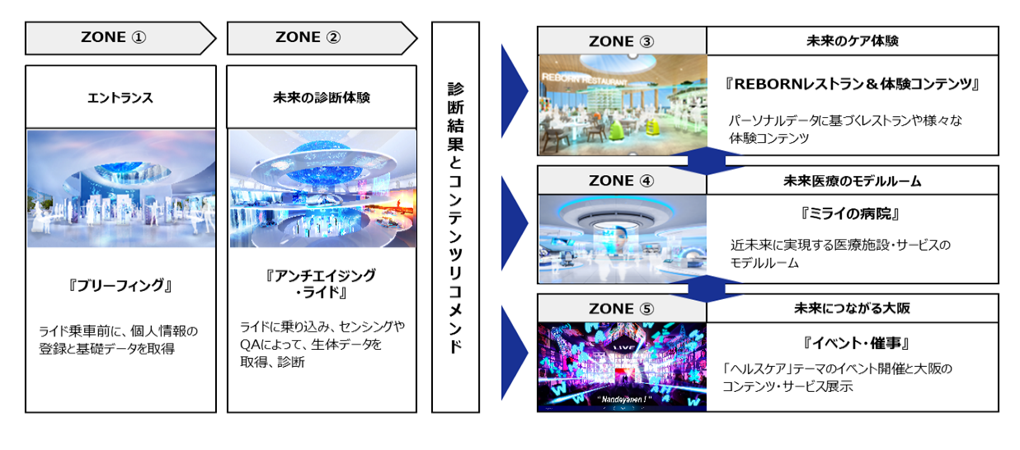 ZONE ①
エントランス
『ブリーフィング』
ライド乗車前に、個人情報の
登録と基礎データを取得
ZONE ②
未来の診断体験
『アンチエイジング
・ライド』
ライドに乗り込み、センシングや
QAによって、生体データを
取得、診断
診断結果とコンテンツリコメンド
ZONE ③
未来のケア体験
REBORN RESTAURANT
『REBORNレストラン&体験コンテンツ』
パーソナルデータに基づくレストランや様々な
体験コンテンツ
ZONE ④
未来医療のモデルルーム
『ミライの病院』
近未来に実現する医療施設・サービスの
モデルルーム
ZONE ⑤
未来につながる大阪
LIVE
" Nandeyanen ! "
『イベント・催事』
「ヘルスケア」テーマのイベント開催と大阪の
コンテンツ・サービス展示